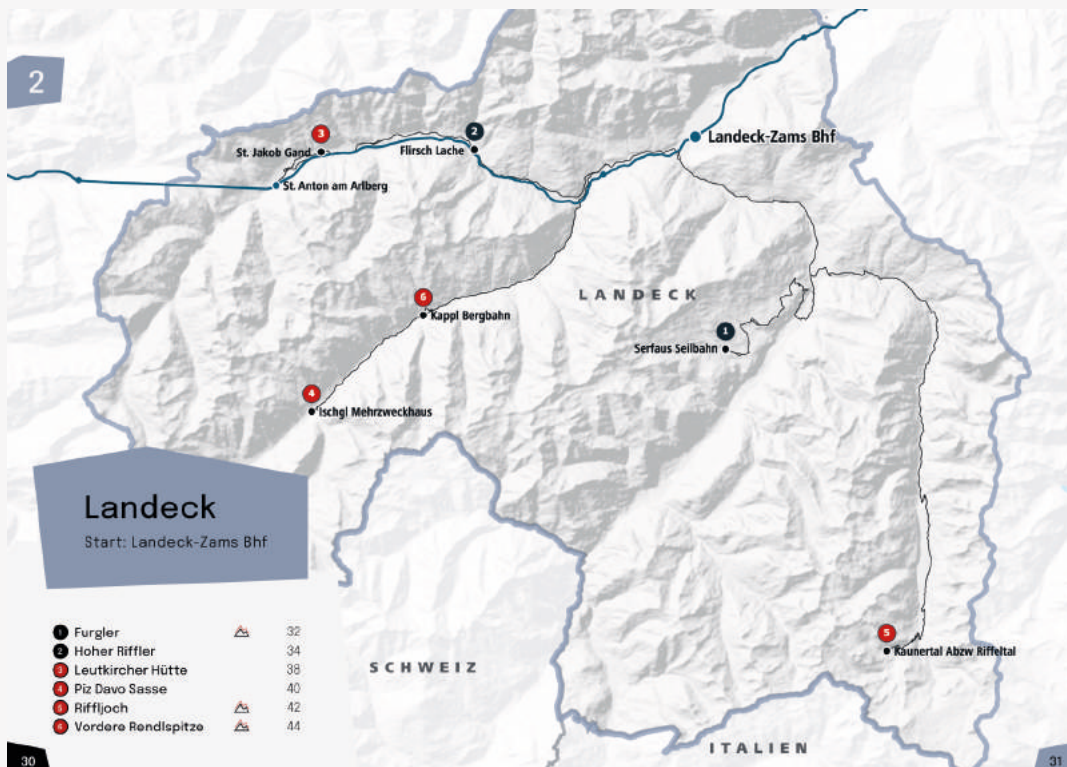 2
3
St. Jakob Gand
2
Flirsch Lache
Landeck-Zams Bhf
St. Anton am Arlberg
6
Kappl Bergbahn
LANDECK
1
Serfaus Seilbahn
4
Ischgl Mehrzweckhaus
Landeck
Start: Landeck-Zams Bhf
5
Kaunertal Abzw Riffeltal
SCHWEIZ
ITALIEN
1 Furgler 32
2 Hoher Riffler 34
3 Leutkircher Hütte 38
4 Piz Davo Sasse 40
5 Riffljoch 42
6 Vordere Rendlspitze 44
30
31